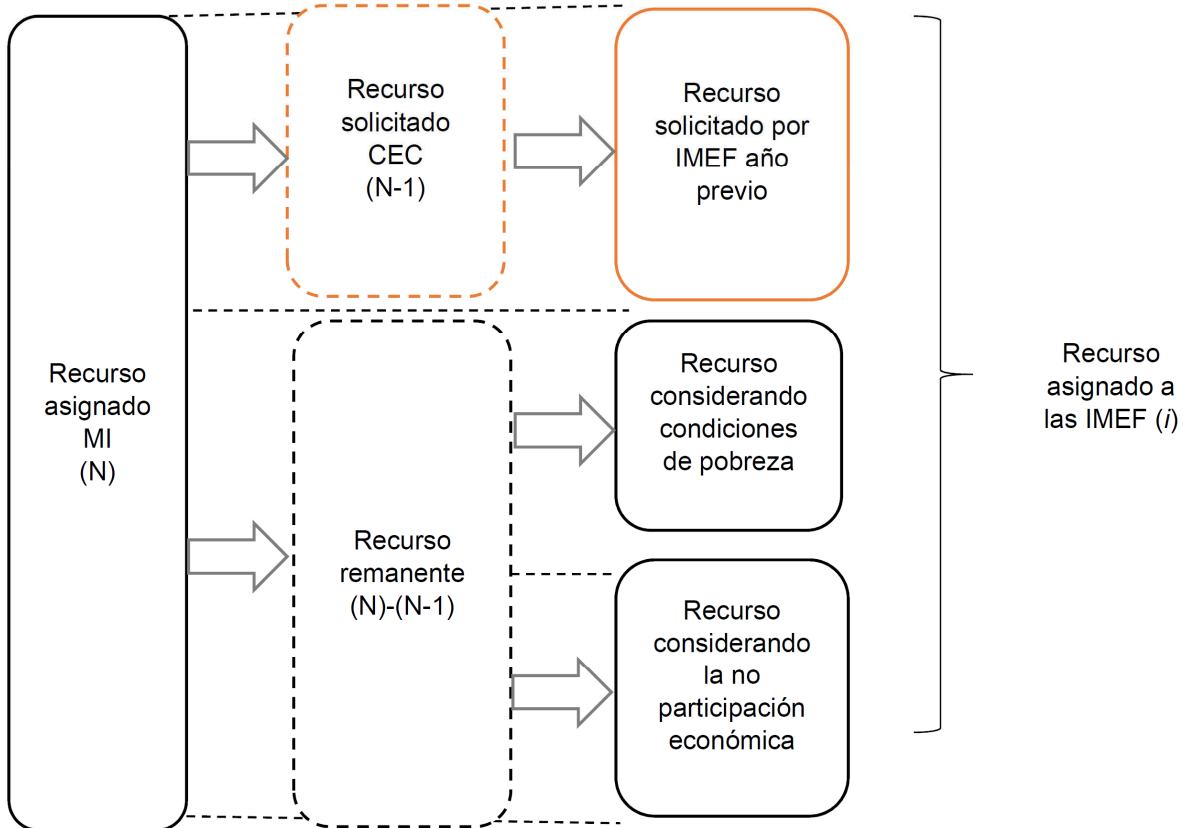 Recurso
asignado
MI
(N)
Recurso
solicitado
CEC
(N-1)
Recurso
solicitado por
IMEF año
previo
Recurso
remanente
(N)-(N-1)
Recurso
considerando
condiciones
de pobreza
Recurso
considerando
la no
participación
económica
Recurso
asignado a
las IMEF (i)